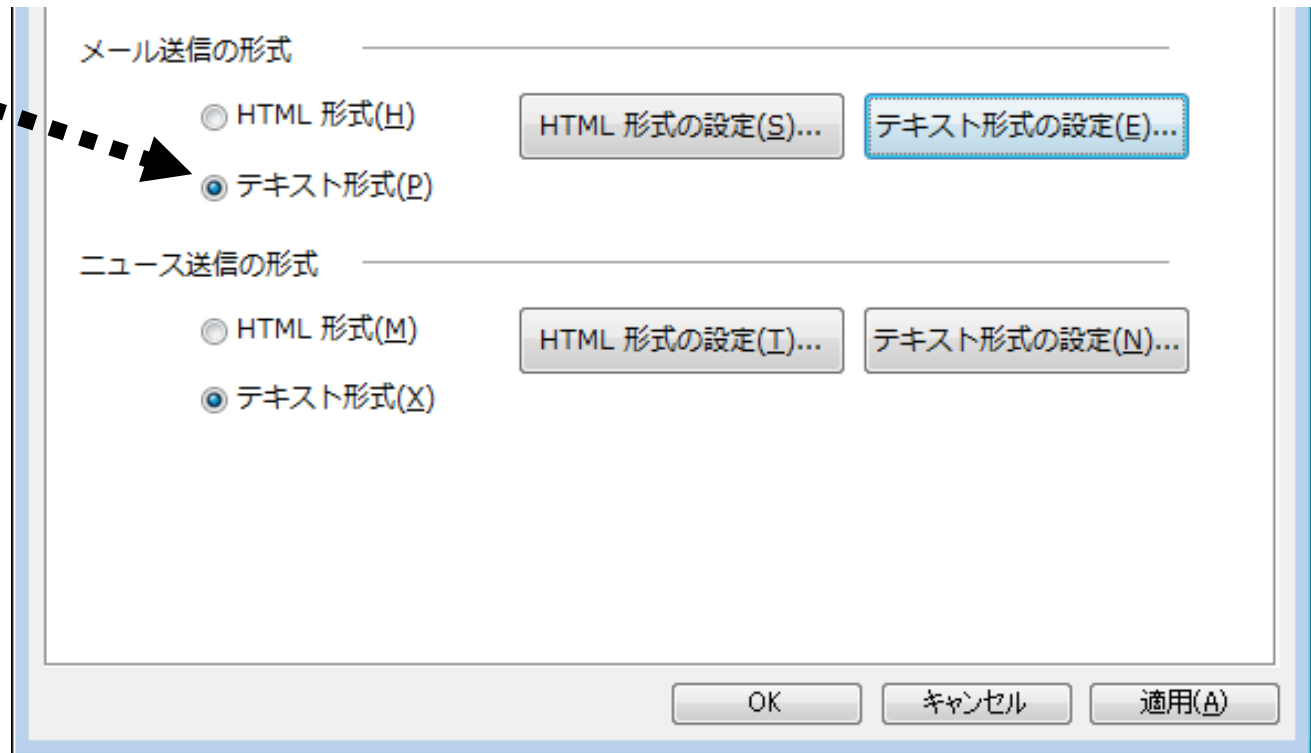 メール送信の形式
HTML 形式(H)
HTML 形式の設定(S)...
テキスト形式の設定(E)...
テキスト形式(P)
ニュース送信の形式
HTML 形式(M)
HTML 形式の設定(T)...
テキスト形式の設定(N)...
テキスト形式(X)
OK
キャンセル
適用(A)